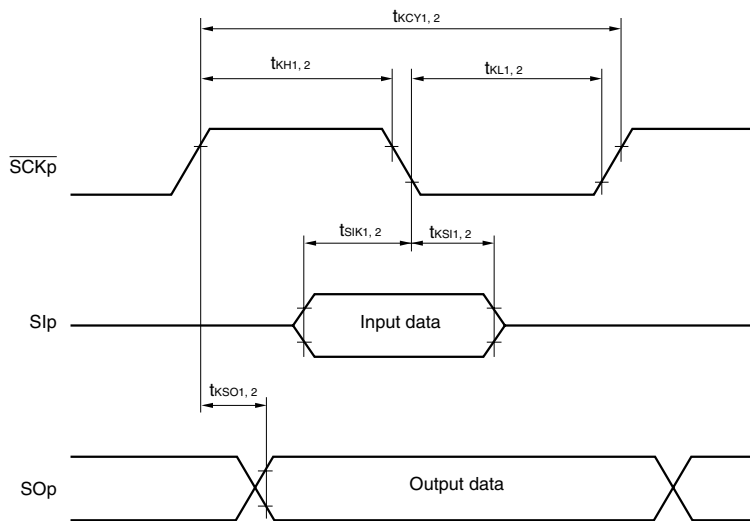 tKCY1, 2
tKH1, 2
tKL1, 2
SCKp
tSIK1, 2
tKSI1, 2
SIp
Input data
tKSO1, 2
SOp
Output data